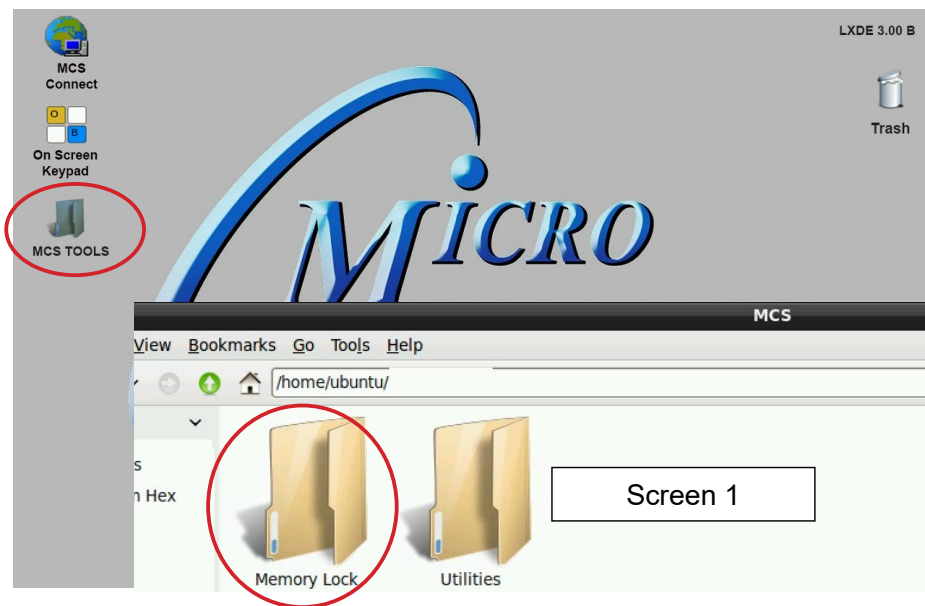 MCS
Connect
O
B
On Screen
Keypad
MCS TOOLS
LXDE 3.00 B
Trash
MICRO
MCS
View Bookmarks Go Tools Help
/home/ubuntu/
s
n Hex
Memory Lock
Utilities
Screen 1